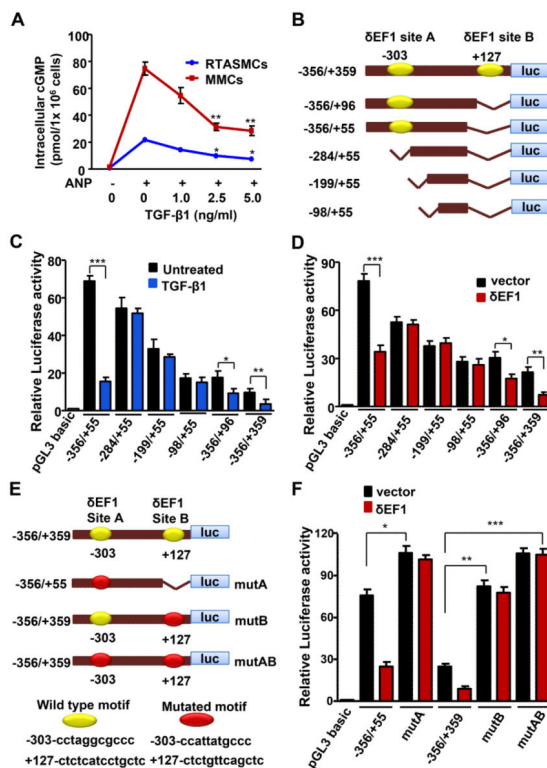 A
Intracellular cGMP
(pmol/1x 10⁶ cells)
100
80
60
40
20
0
RTASMCs
MMCs
**
**
*
*
ANP - + + + +
0 0 1.0 2.5 5.0
TGF-β1 (ng/ml)
B
δEF1 site A δEF1 site B
-303 +127
-356/+359 luc
-356/+96 luc
-356/+55 luc
-284/+55 luc
-199/+55 luc
-98/+55 luc
C
Relative Luciferase activity
80
60
40
20
0
***
Untreated
TGF-β1
*
**
pGL3 basic
-356/+55
-284/+55
-199/+55
-98/+55
-356/+96
-356/+359
D
Relative Luciferase activity
90
60
30
0
***
vector
δEF1
*
**
pGL3 basic
-356/+55
-284/+55
-199/+55
-98/+55
-356/+96
-356/+359
E
δEF1 δEF1
Site A Site B
-356/+359 luc
-303 +127
-356/+55 luc mutA
-356/+359 luc mutB
-303 +127
-356/+359 luc mutAB
-303 +127
Wild type motif Mutated motif
-303-cctaggcgccc -303-ccattatgccc
+127-ctctcatcctgctc +127-ctctgttcagctc
F
vector
δEF1
Relative Luciferase activity
120
90
60
30
0
*
**
***
pGL3 basic
-356/+55
mutA
-356/+359
mutB
mutAB